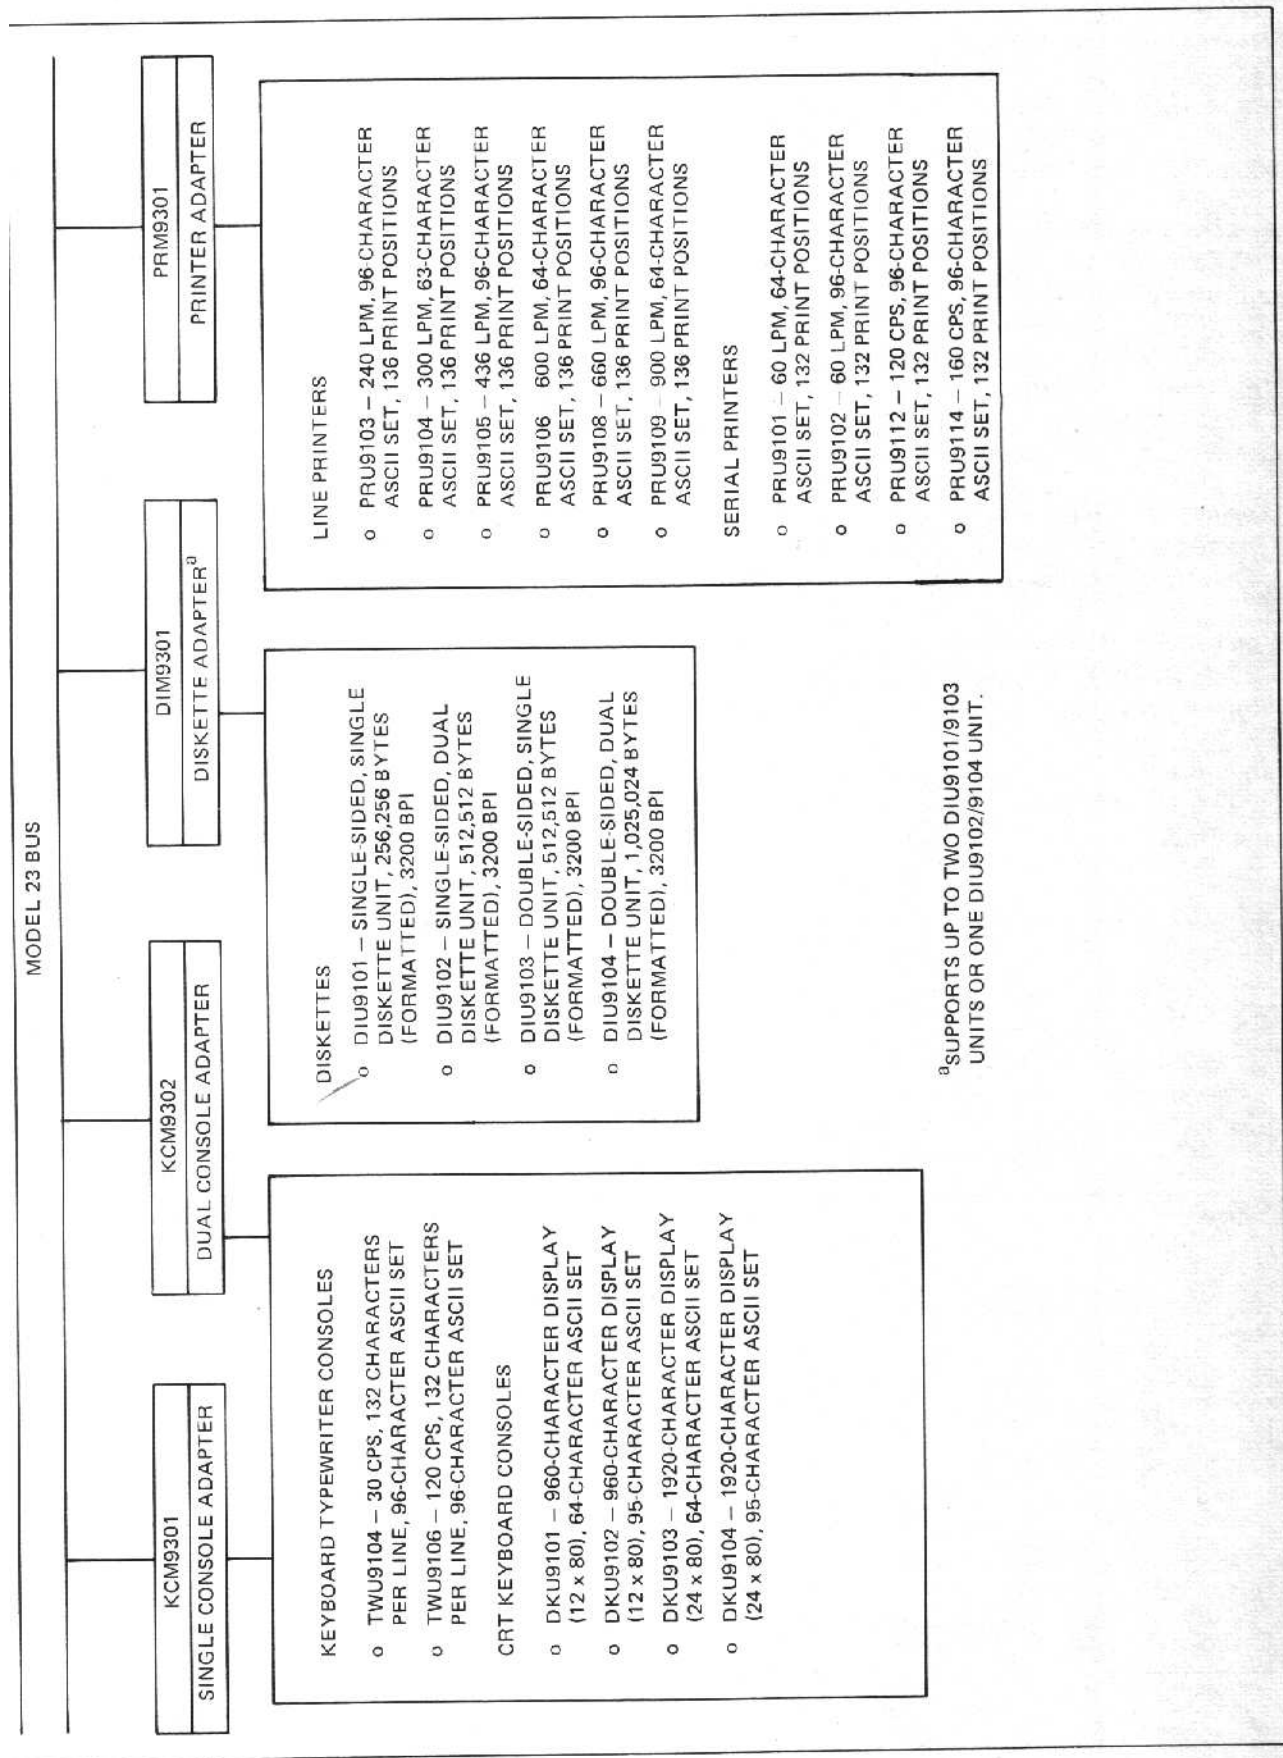 MODEL 23 BUS
KCM9301
SINGLE CONSOLE ADAPTER
KCM9302
DUAL CONSOLE ADAPTER
DIM9301
DISKETTE ADAPTERa
PRM9301
PRINTER ADAPTER
KEYBOARD TYPEWRITER CONSOLES
o TWU9104 – 30 CPS, 132 CHARACTERS
PER LINE, 96-CHARACTER ASCII SET
o TWU9106 – 120 CPS, 132 CHARACTERS
PER LINE, 96-CHARACTER ASCII SET
CRT KEYBOARD CONSOLES
o DKU9101 – 960-CHARACTER DISPLAY
(12 x 80), 64-CHARACTER ASCII SET
o DKU9102 – 960-CHARACTER DISPLAY
(12 x 80), 95-CHARACTER ASCII SET
o DKU9103 – 1920-CHARACTER DISPLAY
(24 x 80), 64-CHARACTER ASCII SET
o DKU9104 – 1920-CHARACTER DISPLAY
(24 x 80), 95-CHARACTER ASCII SET
DISKETTES
o DIU9101 – SINGLE-SIDED, SINGLE
DISKETTE UNIT, 256,256 BYTES
(FORMATTED), 3200 BPI
o DIU9102 – SINGLE-SIDED, DUAL
DISKETTE UNIT, 512,512 BYTES
(FORMATTED), 3200 BPI
o DIU9103 – DOUBLE-SIDED, SINGLE
DISKETTE UNIT, 512,512 BYTES
(FORMATTED), 3200 BPI
o DIU9104 – DOUBLE-SIDED, DUAL
DISKETTE UNIT, 1,025,024 BYTES
(FORMATTED), 3200 BPI
LINE PRINTERS
o PRU9103 – 240 LPM, 96-CHARACTER
ASCII SET, 136 PRINT POSITIONS
o PRU9104 – 300 LPM, 63-CHARACTER
ASCII SET, 136 PRINT POSITIONS
o PRU9105 – 436 LPM, 96-CHARACTER
ASCII SET, 136 PRINT POSITIONS
o PRU9106 600 LPM, 64-CHARACTER
ASCII SET, 136 PRINT POSITIONS
o PRU9108 – 660 LPM, 96-CHARACTER
ASCII SET, 136 PRINT POSITIONS
o PRU9109 – 900 LPM, 64-CHARACTER
ASCII SET, 136 PRINT POSITIONS
SERIAL PRINTERS
o PRU9101 – 60 LPM, 64-CHARACTER
ASCII SET, 132 PRINT POSITIONS
o PRU9102 – 60 LPM, 96-CHARACTER
ASCII SET, 132 PRINT POSITIONS
o PRU9112 – 120 CPS, 96-CHARACTER
ASCII SET, 132 PRINT POSITIONS
o PRU9114 – 160 CPS, 96-CHARACTER
ASCII SET, 132 PRINT POSITIONS
aSUPPORTS UP TO TWO DIU9101/9103
UNITS OR ONE DIU9102/9104 UNIT.